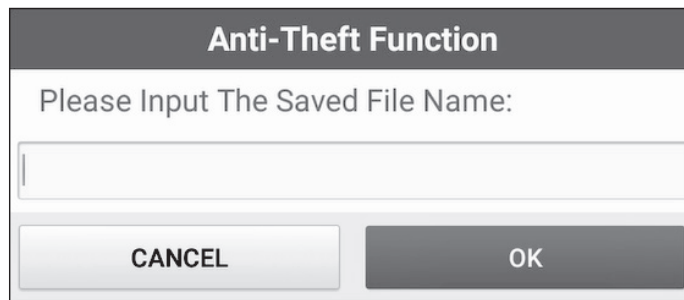 Anti-Theft Function
Please Input The Saved File Name:
CANCEL
OK